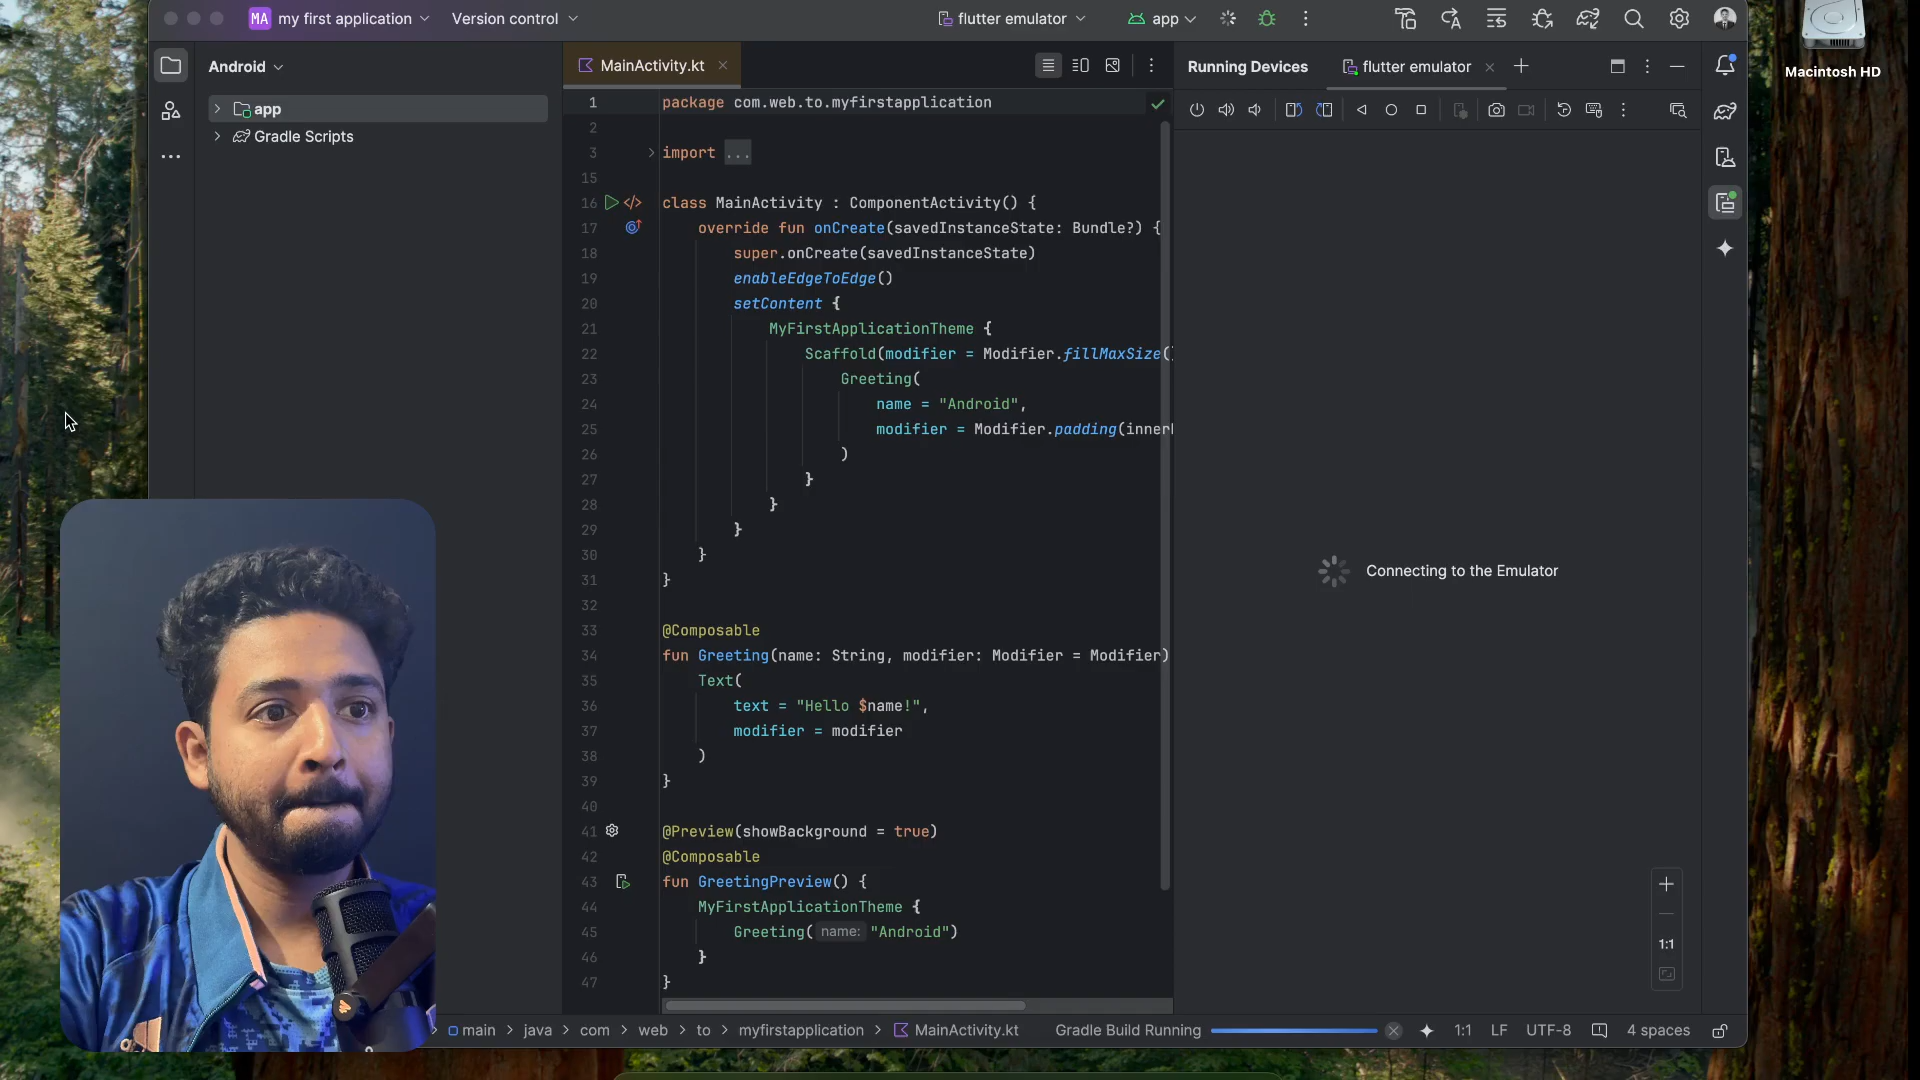 MA my first application
Version control
flutter emulator
app
Macintosh HD
Android
MainActivity.kt
Running Devices
flutter emulator
app
Gradle Scripts
1 package com.web.to.myfirstapplication
2
3 import ...
15
16 class MainActivity : ComponentActivity() {
17 override fun onCreate(savedInstanceState: Bundle?) {
18 super.onCreate(savedInstanceState)
19 enableEdgeToEdge()
20 setContent {
21 MyFirstApplicationTheme {
22 Scaffold(modifier = Modifier.fillMaxSize(
23 Greeting(
24 name = "Android",
25 modifier = Modifier.padding(inner
26 )
27 }
28 }
29 }
30 }
31 }
32
33 @Composable
34 fun Greeting(name: String, modifier: Modifier = Modifier)
35 Text(
36 text = "Hello $name!",
37 modifier = modifier
38 )
39 }
40
41 @Preview(showBackground = true)
42 @Composable
43 fun GreetingPreview() {
44 MyFirstApplicationTheme {
45 Greeting( name: "Android")
46 }
47 }
Connecting to the Emulator
1:1
main > java > com > web > to > myfirstapplication > MainActivity.kt
Gradle Build Running
1:1 LF UTF-8 4 spaces